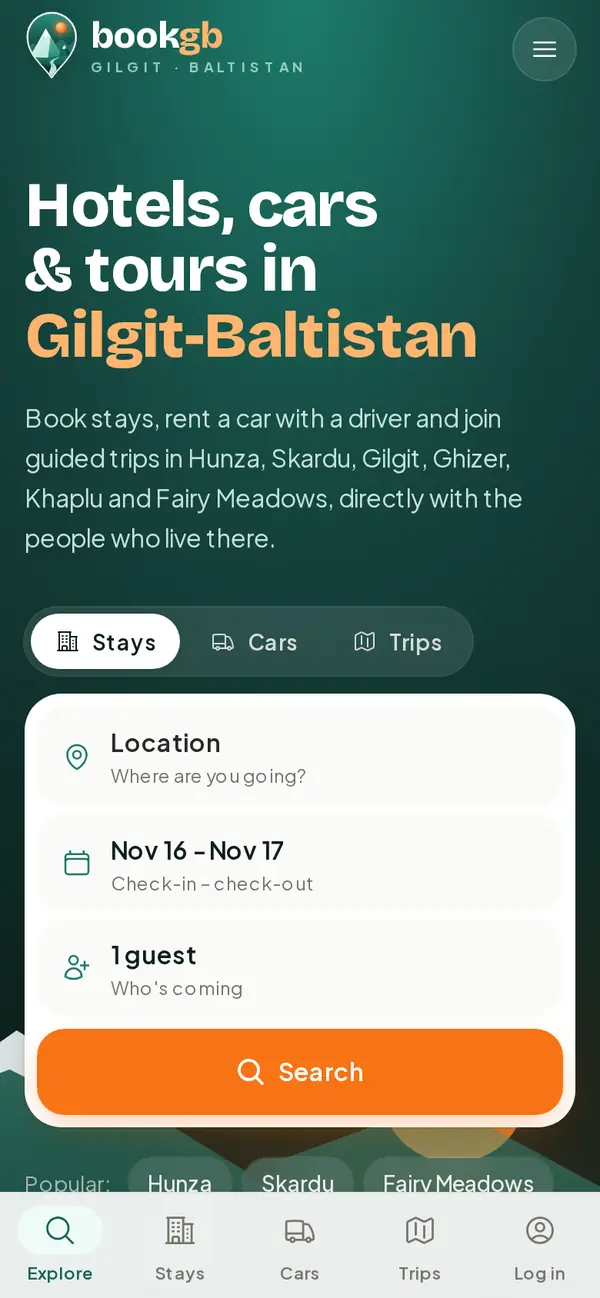 bookgb
GILGIT · BALTISTAN
Hotels, cars
& tours in
Gilgit-Baltistan
Book stays, rent a car with a driver and join
guided trips in Hunza, Skardu, Gilgit, Ghizer,
Khaplu and Fairy Meadows, directly with the
people who live there.
Stays Cars Trips
Location
Where are you going?
Nov 16 – Nov 17
Check-in – check-out
1 guest
Who's coming
Search
Popular: Hunza Skardu Fairy Meadows
Explore Stays Cars Trips Log in